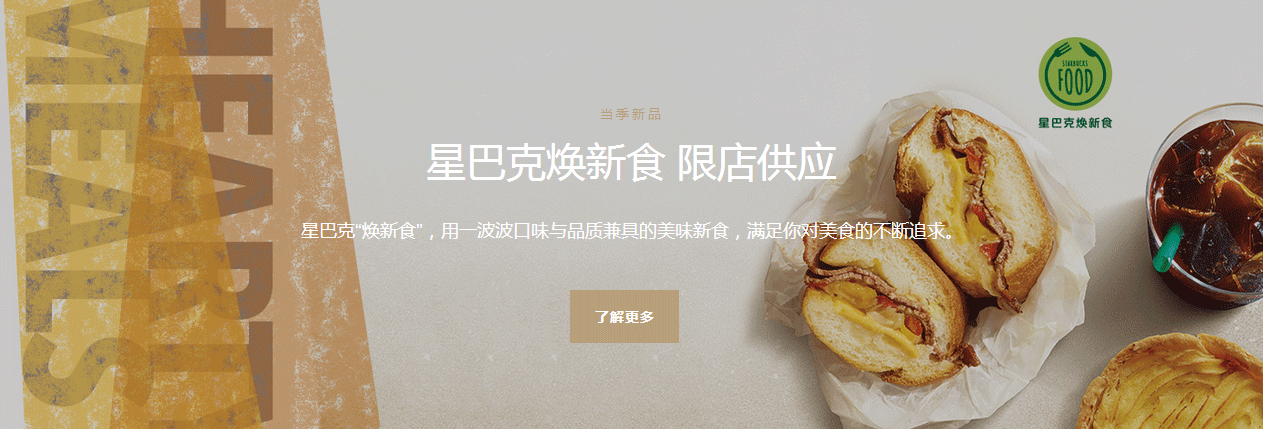 HEARTY
MEALS
当季新品
星巴克焕新食 限店供应
星巴克“焕新食”，用一波波口味与品质兼具的美味新食，满足你对美食的不断追求。
了解更多
STARBUCKS
FOOD
星巴克焕新食